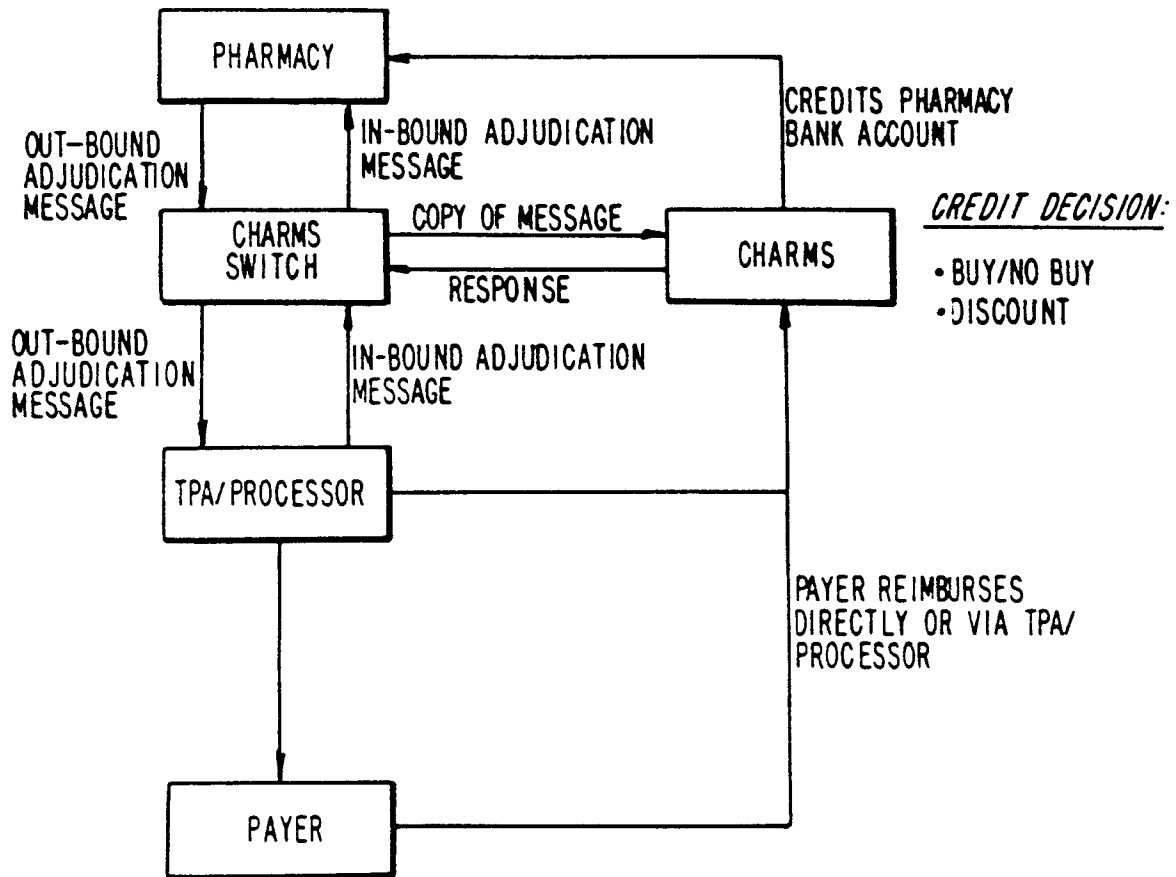 PHARMACY
CREDITS PHARMACY
BANK ACCOUNT
OUT-BOUND
ADJUDICATION
MESSAGE
IN-BOUND ADJUDICATION
MESSAGE
CHARMS
SWITCH
COPY OF MESSAGE
RESPONSE
CHARMS
CREDIT DECISION:
• BUY/NO BUY
• DISCOUNT
OUT-BOUND
ADJUDICATION
MESSAGE
IN-BOUND ADJUDICATION
MESSAGE
TPA/PROCESSOR
PAYER REIMBURSES
DIRECTLY OR VIA TPA/
PROCESSOR
PAYER